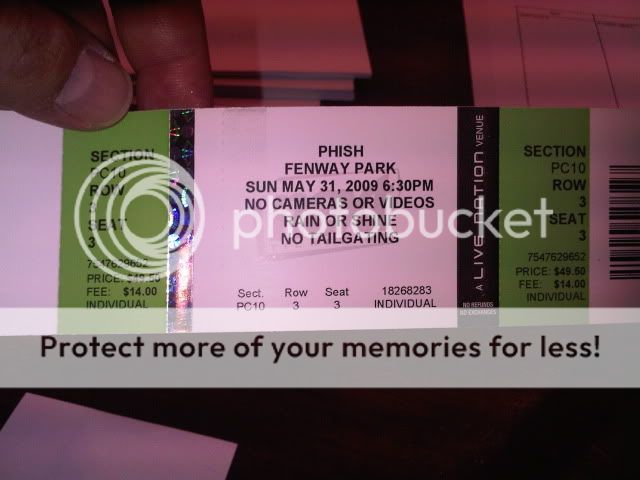 SECTION
PC10
ROW
3
SEAT
3
7547629652
PRICE: $49.50
FEE: $14.00
INDIVIDUAL
PHISH
FENWAY PARK
SUN MAY 31, 2009 6:30PM
NO CAMERAS OR VIDEOS
RAIN OR SHINE
NO TAILGATING
Sect. Row Seat 18268283
PC10 3 3 INDIVIDUAL
A LIVE NATION VENUE
NO REFUNDS
NO EXCHANGES
SECTION
PC10
ROW
3
SEAT
3
7547629652
PRICE: $49.50
FEE: $14.00
INDIVIDUAL
photobucket
Protect more of your memories for less!